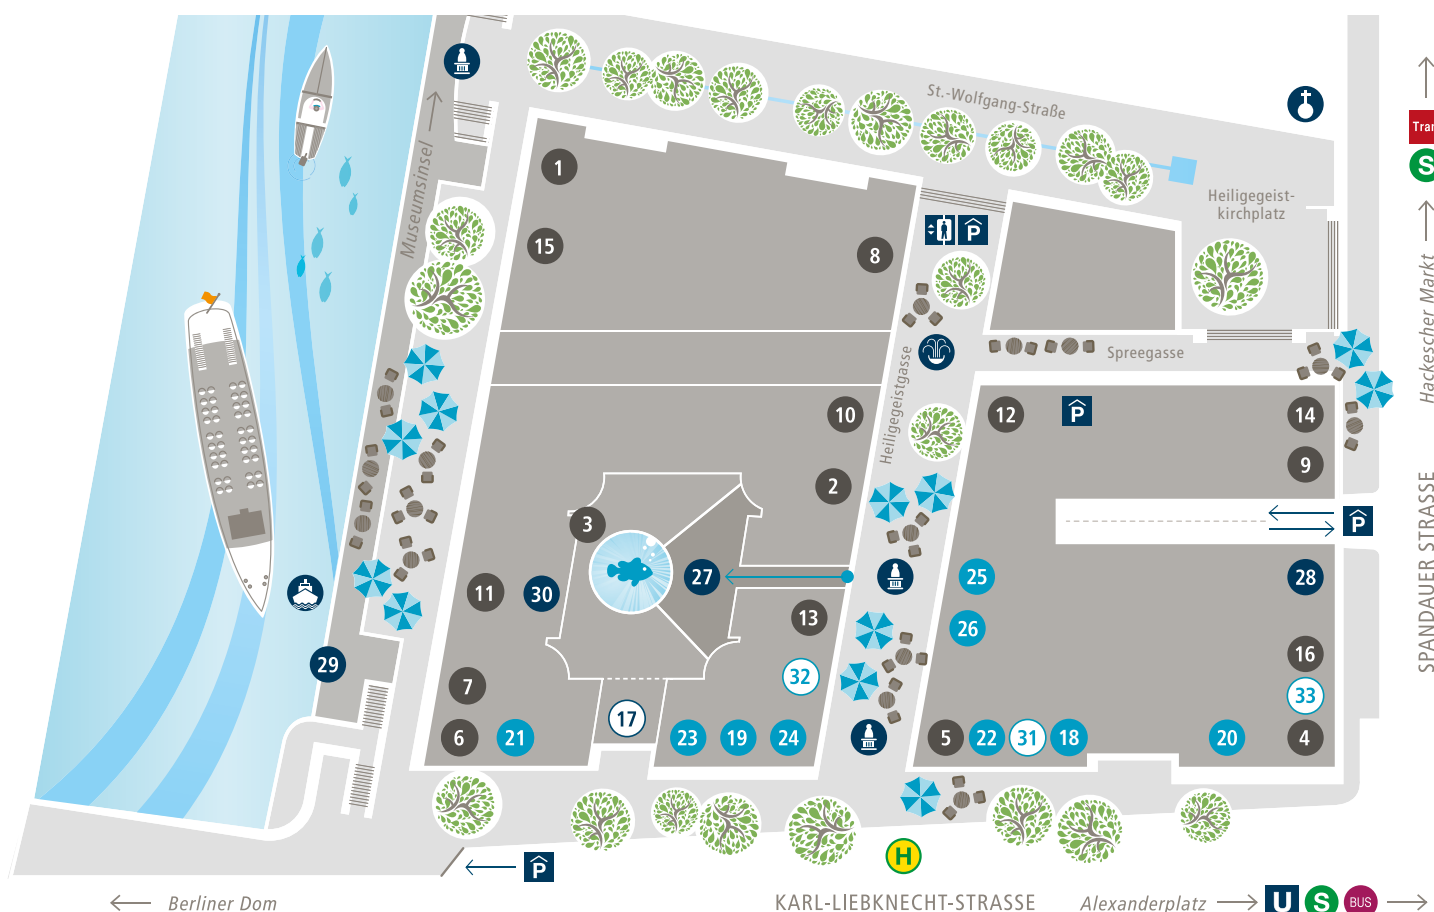 St.-Wolfgang-Straße
Museumsinsel
1
Heiligegeist-
kirchplatz
S
15
8
P
Hackescher Markt
Heiligegeistgasse
Spreegasse
10
12
P
14
9
2
3
P
SPANDAUER STRASSE
11
30
27
25
28
13
26
29
7
32
16
33
6
21
17
23
19
24
5
22
31
18
20
4
H
P
Berliner Dom
KARL-LIEBKNECHT-STRASSE
Alexanderplatz
U
S
BUS